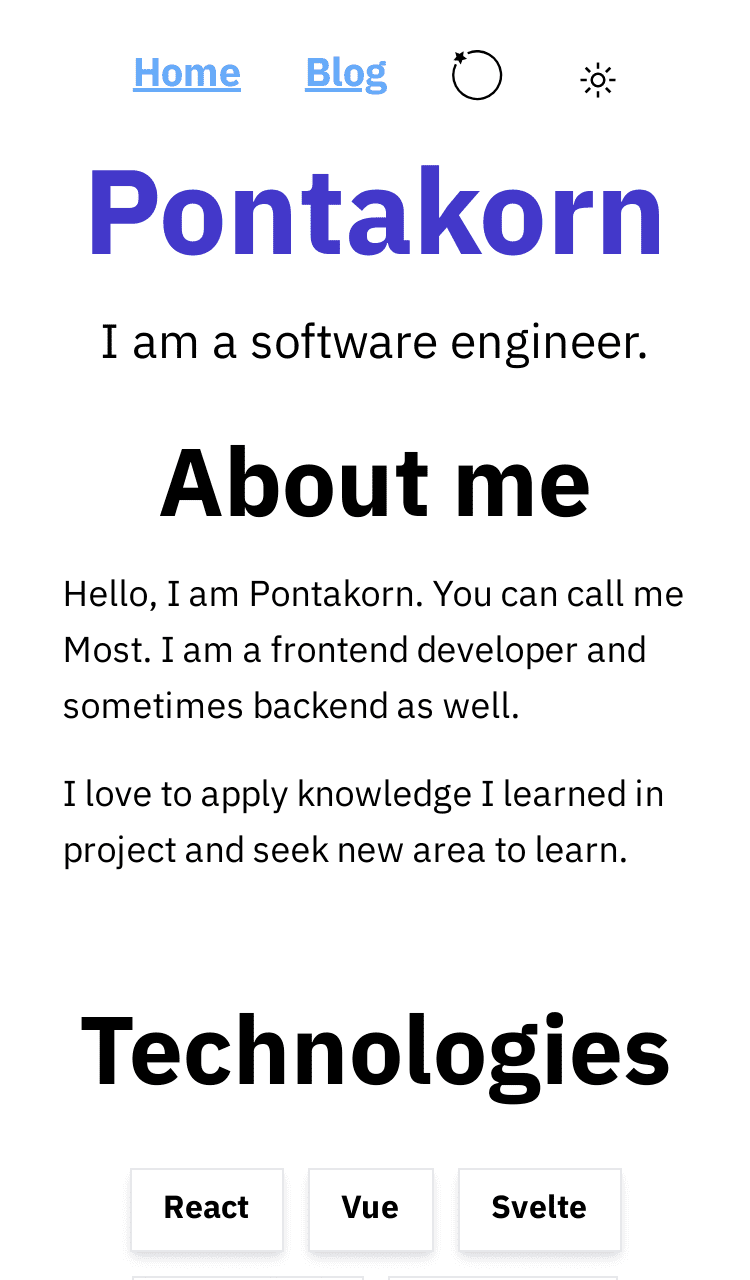 Home Blog
Pontakorn
I am a software engineer.
About me
Hello, I am Pontakorn. You can call me
Most. I am a frontend developer and
sometimes backend as well.
I love to apply knowledge I learned in
project and seek new area to learn.
Technologies
React Vue Svelte